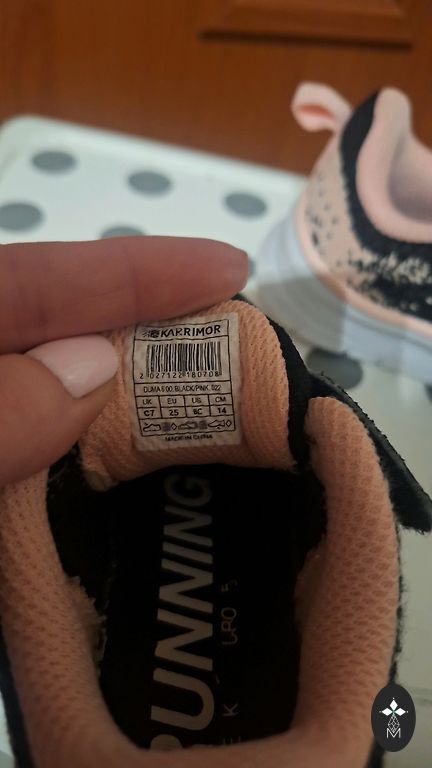 KARRIMOR
2 027122 180708
DUMA 6 00, BLACK/PINK, 022
UK EU US CM
C7 25 8C 14
MADE IN CHINA
RUNNING